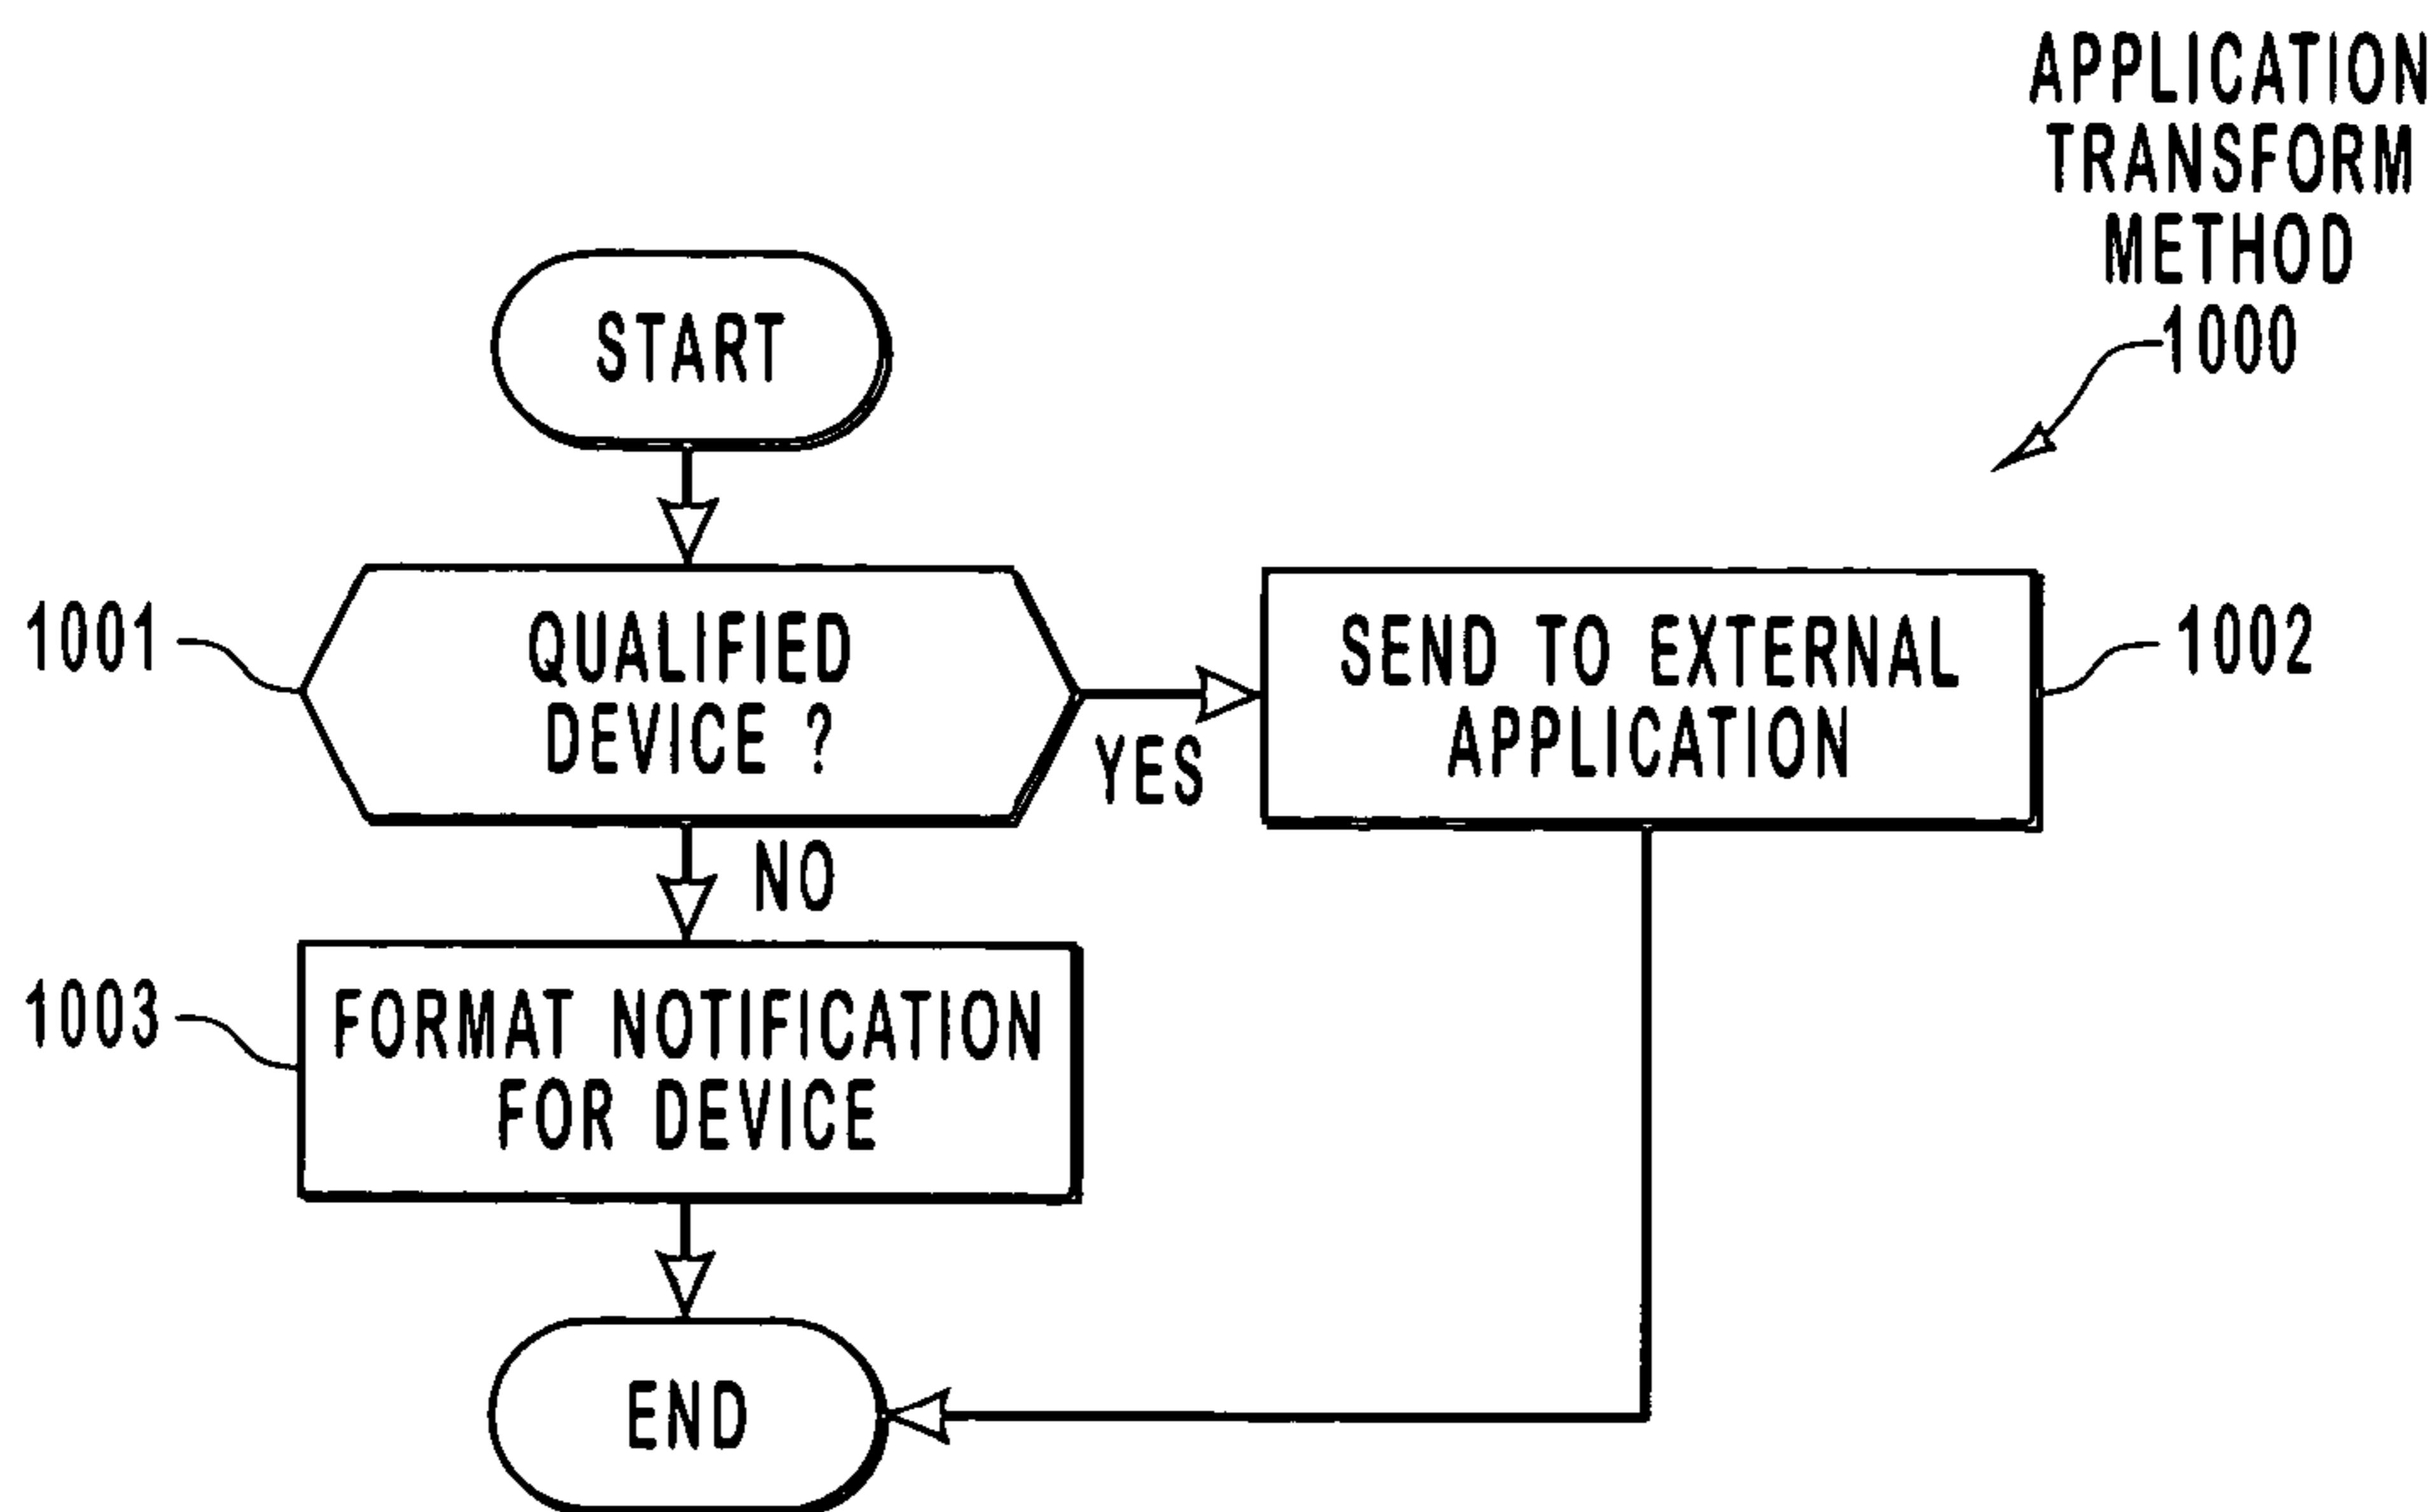 APPLICATION
TRANSFORM
METHOD
1000
START
1001
QUALIFIED
DEVICE ?
YES
SEND TO EXTERNAL
APPLICATION
1002
NO
1003
FORMAT NOTIFICATION
FOR DEVICE
END